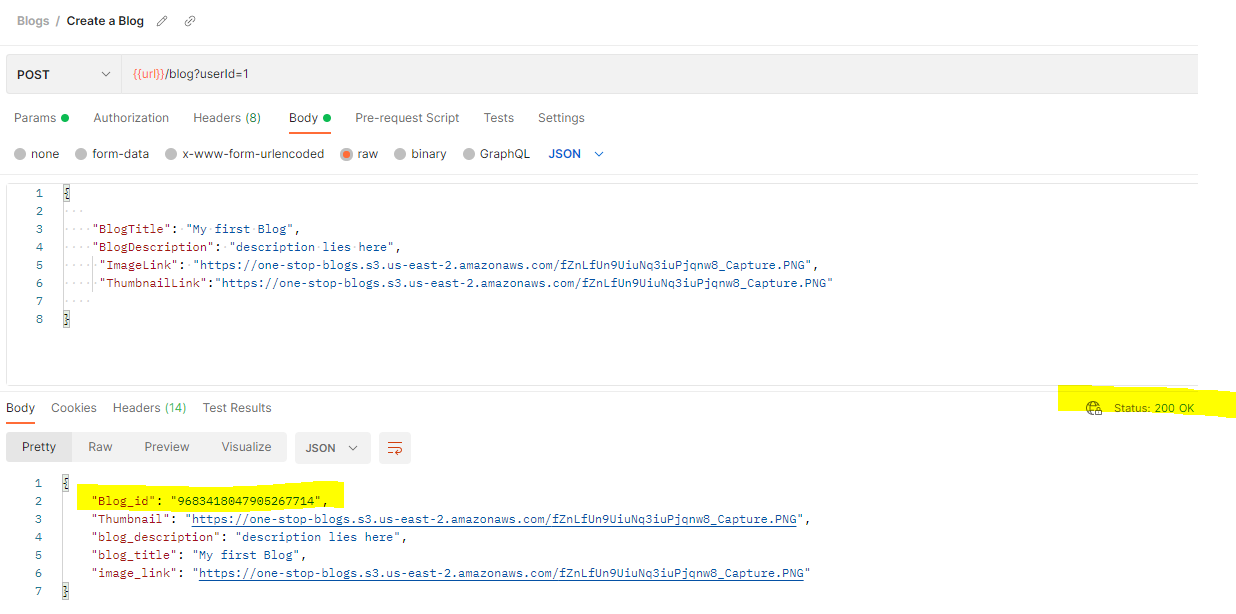 Blogs / Create a Blog
POST {{url}}/blog?userId=1
Params Authorization Headers (8) Body Pre-request Script Tests Settings
none form-data x-www-form-urlencoded raw binary GraphQL JSON
1 {
2
3 "BlogTitle": "My first Blog",
4 "BlogDescription": "description lies here",
5 "ImageLink": "https://one-stop-blogs.s3.us-east-2.amazonaws.com/fZnLfUn9UiuNq3iuPjqnw8_Capture.PNG",
6 "ThumbnailLink":"https://one-stop-blogs.s3.us-east-2.amazonaws.com/fZnLfUn9UiuNq3iuPjqnw8_Capture.PNG"
7
8 }
Body Cookies Headers (14) Test Results Status: 200 OK
Pretty Raw Preview Visualize JSON
1 {
2 "Blog_id": "9683418047905267714",
3 "Thumbnail": "https://one-stop-blogs.s3.us-east-2.amazonaws.com/fZnLfUn9UiuNq3iuPjqnw8_Capture.PNG",
4 "blog_description": "description lies here",
5 "blog_title": "My first Blog",
6 "image_link": "https://one-stop-blogs.s3.us-east-2.amazonaws.com/fZnLfUn9UiuNq3iuPjqnw8_Capture.PNG"
7 }